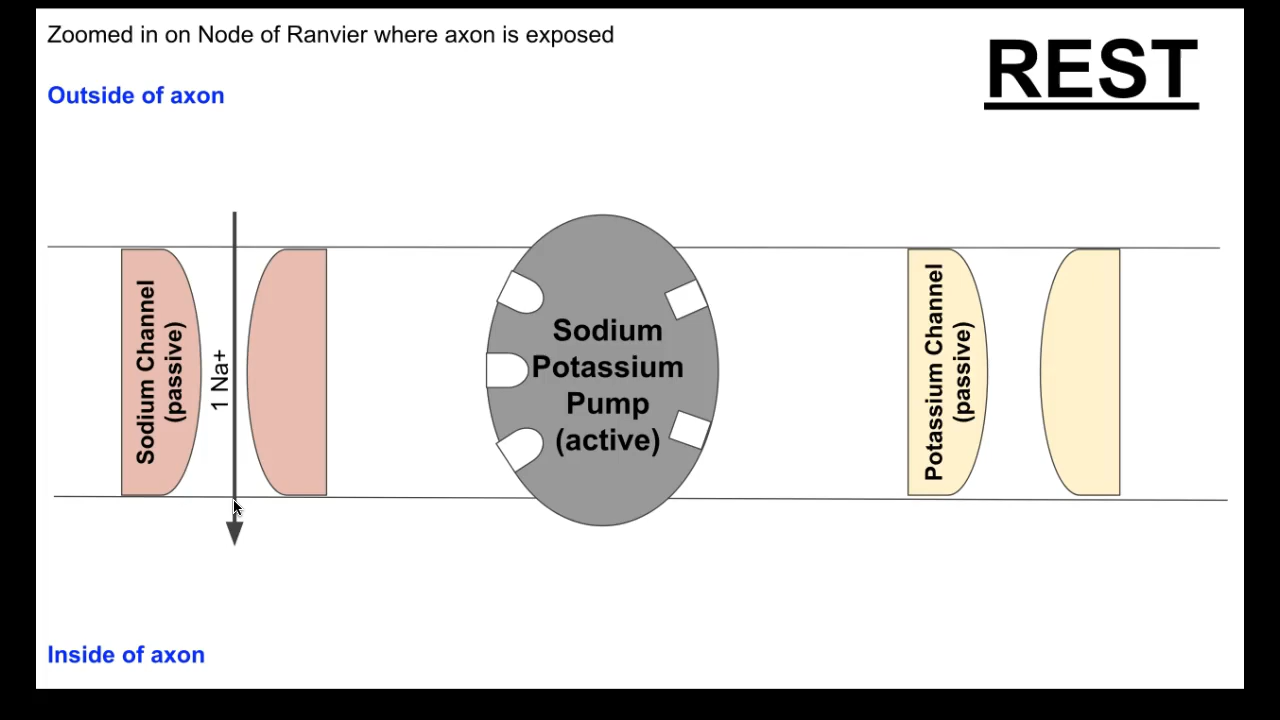 Zoomed in on Node of Ranvier where axon is exposed
REST
Outside of axon
Sodium Channel
(passive)
1 Na+
Sodium
Potassium
Pump
(active)
Potassium Channel
(passive)
Inside of axon